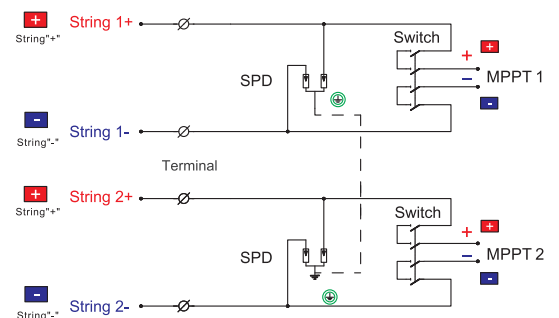 + String 1+
String"+"
Switch
+ +
SPD
MPPT 1
−
- String 1-
-
String"-"
Terminal
+ String 2+
String"+"
Switch
+ +
SPD
MPPT 2
−
-
- String 2-
String"-"